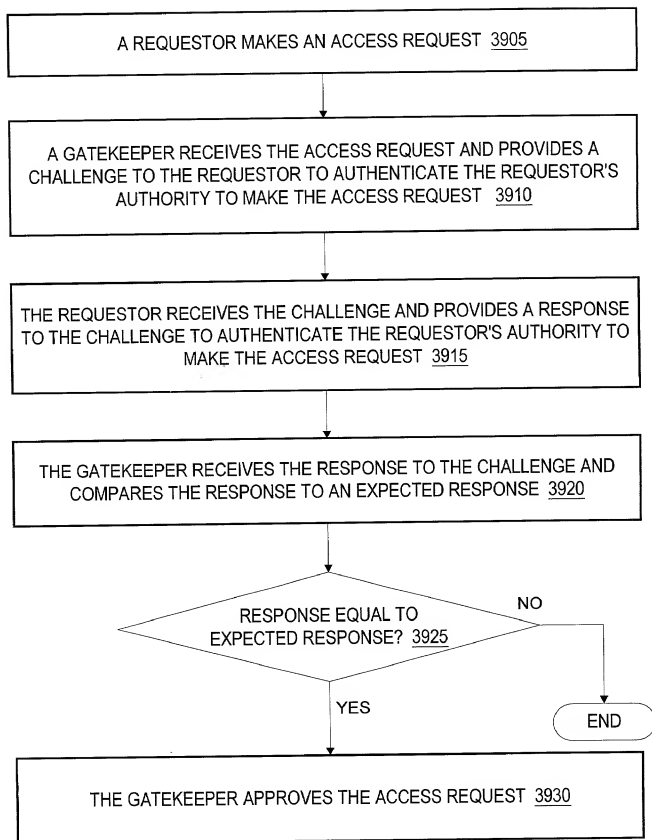 A REQUESTOR MAKES AN ACCESS REQUEST 3905
A GATEKEEPER RECEIVES THE ACCESS REQUEST AND PROVIDES A
CHALLENGE TO THE REQUESTOR TO AUTHENTICATE THE REQUESTOR'S
AUTHORITY TO MAKE THE ACCESS REQUEST 3910
THE REQUESTOR RECEIVES THE CHALLENGE AND PROVIDES A RESPONSE
TO THE CHALLENGE TO AUTHENTICATE THE REQUESTOR'S AUTHORITY TO
MAKE THE ACCESS REQUEST 3915
THE GATEKEEPER RECEIVES THE RESPONSE TO THE CHALLENGE AND
COMPARES THE RESPONSE TO AN EXPECTED RESPONSE 3920
RESPONSE EQUAL TO
EXPECTED RESPONSE? 3925
NO
YES
END
THE GATEKEEPER APPROVES THE ACCESS REQUEST 3930